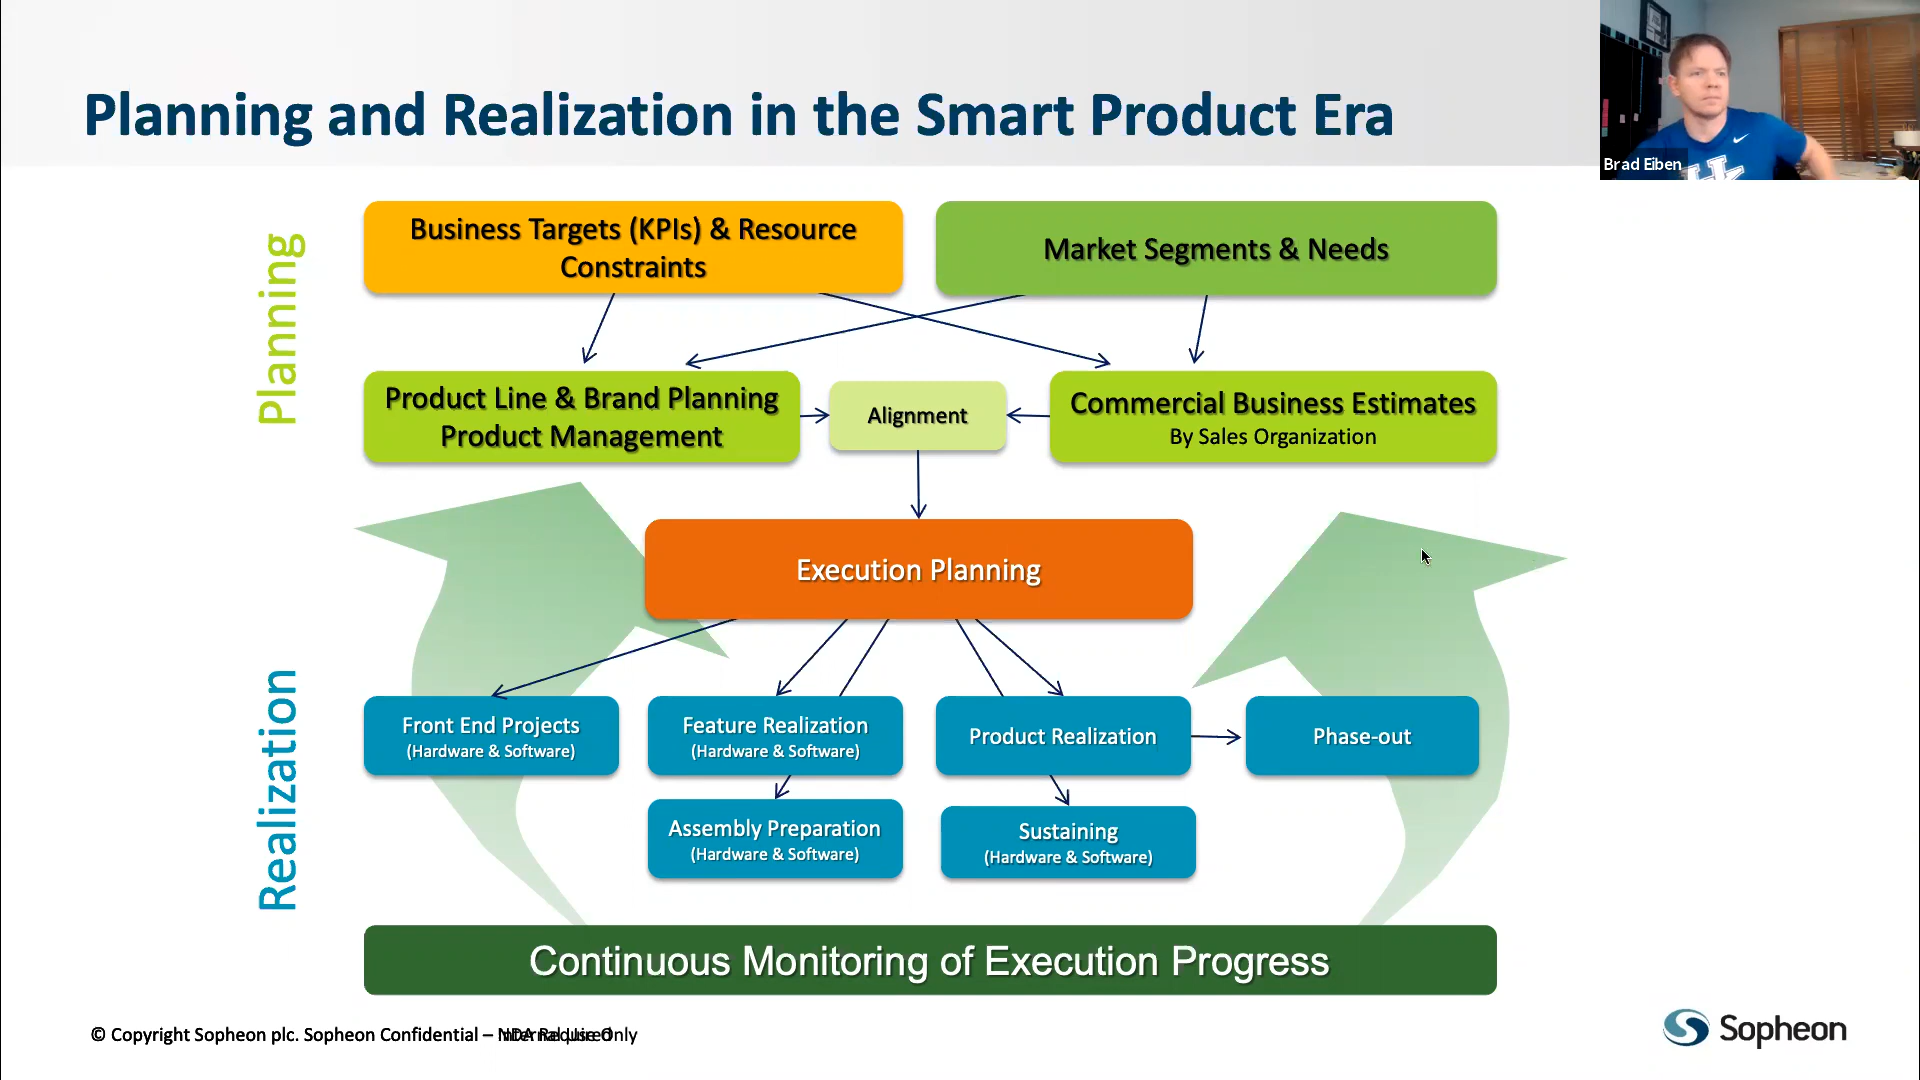 Planning and Realization in the Smart Product Era
Brad Eiben
Planning
Business Targets (KPIs) & Resource
Constraints
Market Segments & Needs
Product Line & Brand Planning
Product Management
Alignment
Commercial Business Estimates
By Sales Organization
Execution Planning
Realization
Front End Projects
(Hardware & Software)
Feature Realization
(Hardware & Software)
Product Realization
Phase-out
Assembly Preparation
(Hardware & Software)
Sustaining
(Hardware & Software)
Continuous Monitoring of Execution Progress
© Copyright Sopheon plc. Sopheon Confidential –
Sopheon